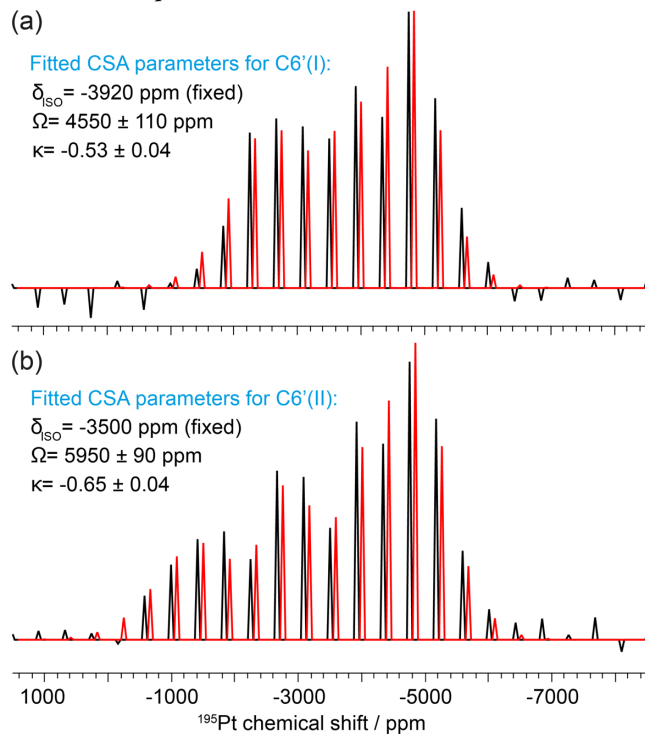 (a)
Fitted CSA parameters for C6'(I):
δISO= -3920 ppm (fixed)
Ω= 4550 ± 110 ppm
κ= -0.53 ± 0.04
(b)
Fitted CSA parameters for C6'(II):
δISO= -3500 ppm (fixed)
Ω= 5950 ± 90 ppm
κ= -0.65 ± 0.04
1000 -1000 -3000 -5000 -7000
¹⁹⁵Pt chemical shift / ppm